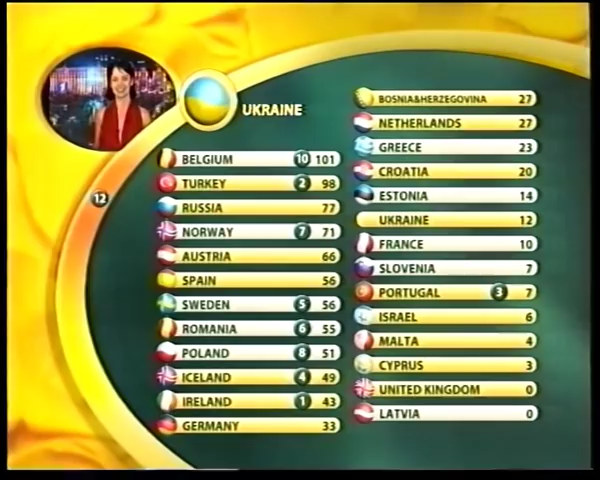 UKRAINE
12
BELGIUM 10 101
TURKEY 2 98
RUSSIA 77
NORWAY 7 71
AUSTRIA 66
SPAIN 56
SWEDEN 5 56
ROMANIA 6 55
POLAND 8 51
ICELAND 4 49
IRELAND 1 43
GERMANY 33
BOSNIA&HERZEGOVINA 27
NETHERLANDS 27
GREECE 23
CROATIA 20
ESTONIA 14
UKRAINE 12
FRANCE 10
SLOVENIA 7
PORTUGAL 3 7
ISRAEL 6
MALTA 4
CYPRUS 3
UNITED KINGDOM 0
LATVIA 0